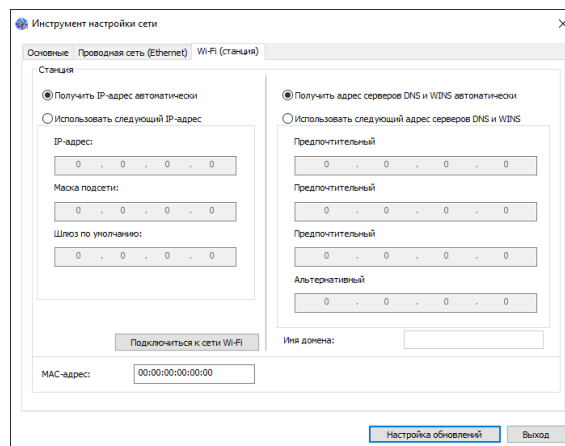 Инструмент настройки сети
Основные Проводная сеть (Ethernet) Wi-Fi (станция)
Станция
Получить IP-адрес автоматически
Использовать следующий IP-адрес
IP-адрес:
0 . 0 . 0 . 0
Маска подсети:
0 . 0 . 0 . 0
Шлюз по умолчанию:
0 . 0 . 0 . 0
Подключиться к сети Wi-Fi
Получить адрес серверов DNS и WINS автоматически
Использовать следующий адрес серверов DNS и WINS
Предпочтительный
0 . 0 . 0 . 0
Предпочтительный
0 . 0 . 0 . 0
Предпочтительный
0 . 0 . 0 . 0
Альтернативный
0 . 0 . 0 . 0
Имя домена:
MAC-адрес: 00:00:00:00:00:00
Настройка обновлений Выход